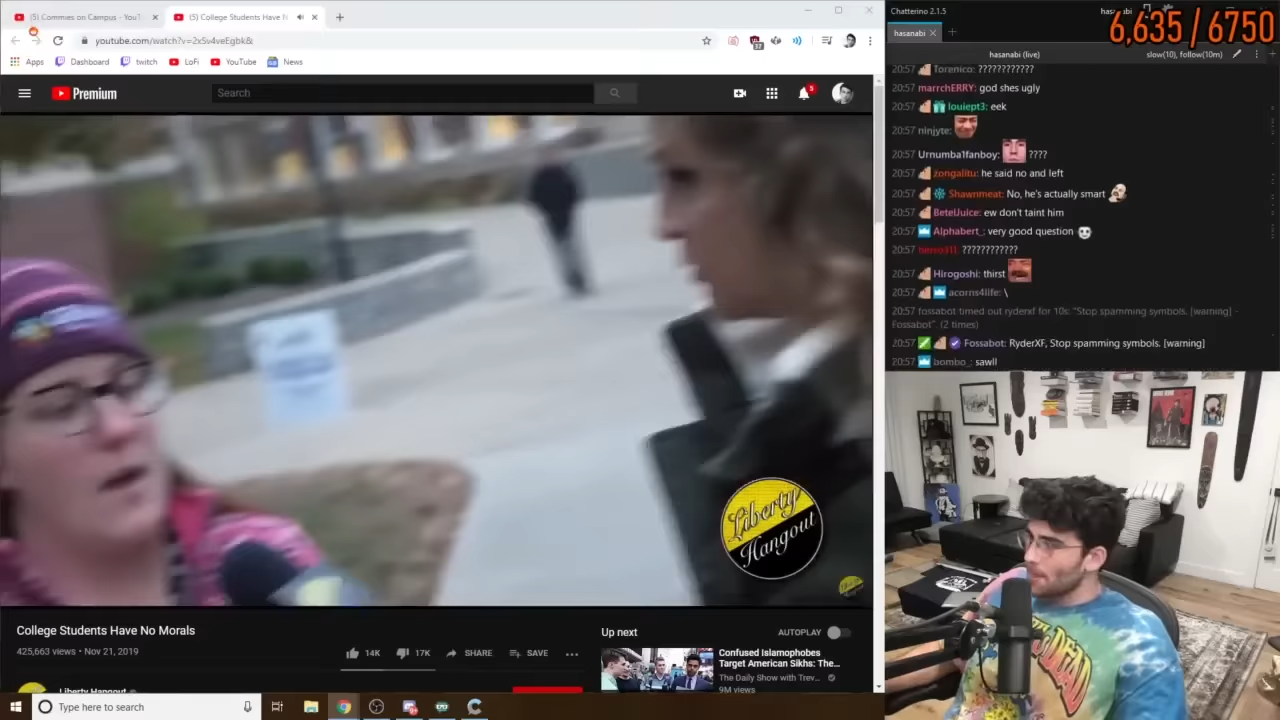 (5) Commies on Campus - YouT
(5) College Students Have N
youtube.com/watch?v=2x5v4veEgbk&t
37
Apps
Dashboard
twitch
LoFi
YouTube
News
Premium
Search
5
Liberty
Hangout
College Students Have No Morals
425,663 views • Nov 21, 2019
14K
17K
SHARE
SAVE
Liberty Hangout
Up next
AUTOPLAY
Confused Islamophobes
Target American Sikhs: The...
The Daily Show with Trev...
9M views
Type here to search
Chatterino 2.1.5
6,635 / 6750
hasanabi
hasanabi (live)
slow(10), follow(10m)
20:57 Torenico: ????????????
marrchERRY: god shes ugly
20:57 louiept3: eek
20:57 ninjyte:
20:57 Urnumba1fanboy: ????
20:57 zongalitu: he said no and left
20:57 Shawnmeat: No, he's actually smart
20:57 BetelJuice: ew don't taint him
20:57 Alphabert_: very good question
20:57 ????????????
20:57 Hirogoshi: thirst
20:57 acorns4life: \
20:57 fossabot timed out ryderxf for 10s: "Stop spamming symbols. [warning] -
Fossabot". (2 times)
20:57 Fossabot: RyderXF, Stop spamming symbols. [warning]
20:57 bombo_: sawll